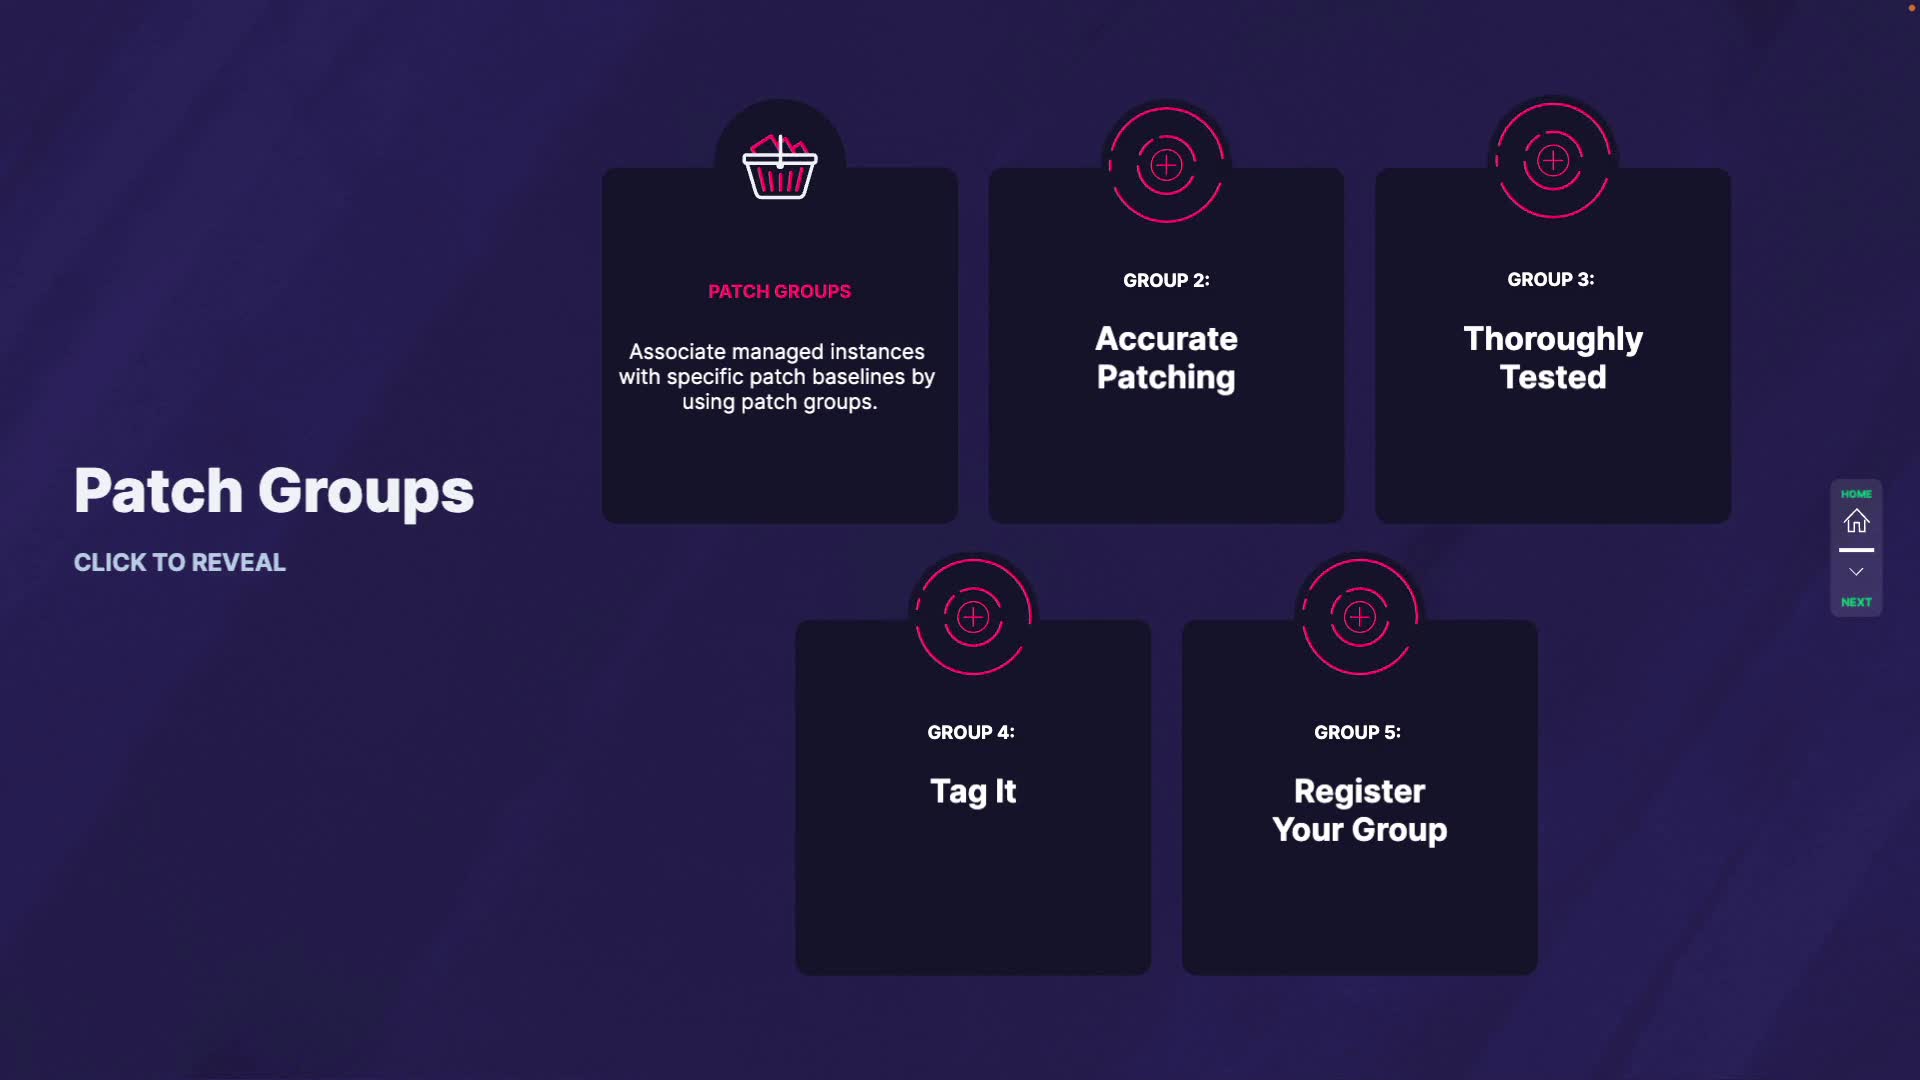 Patch Groups
CLICK TO REVEAL
PATCH GROUPS
Associate managed instances
with specific patch baselines by
using patch groups.
GROUP 2:
Accurate
Patching
GROUP 3:
Thoroughly
Tested
GROUP 4:
Tag It
GROUP 5:
Register
Your Group
HOME
NEXT